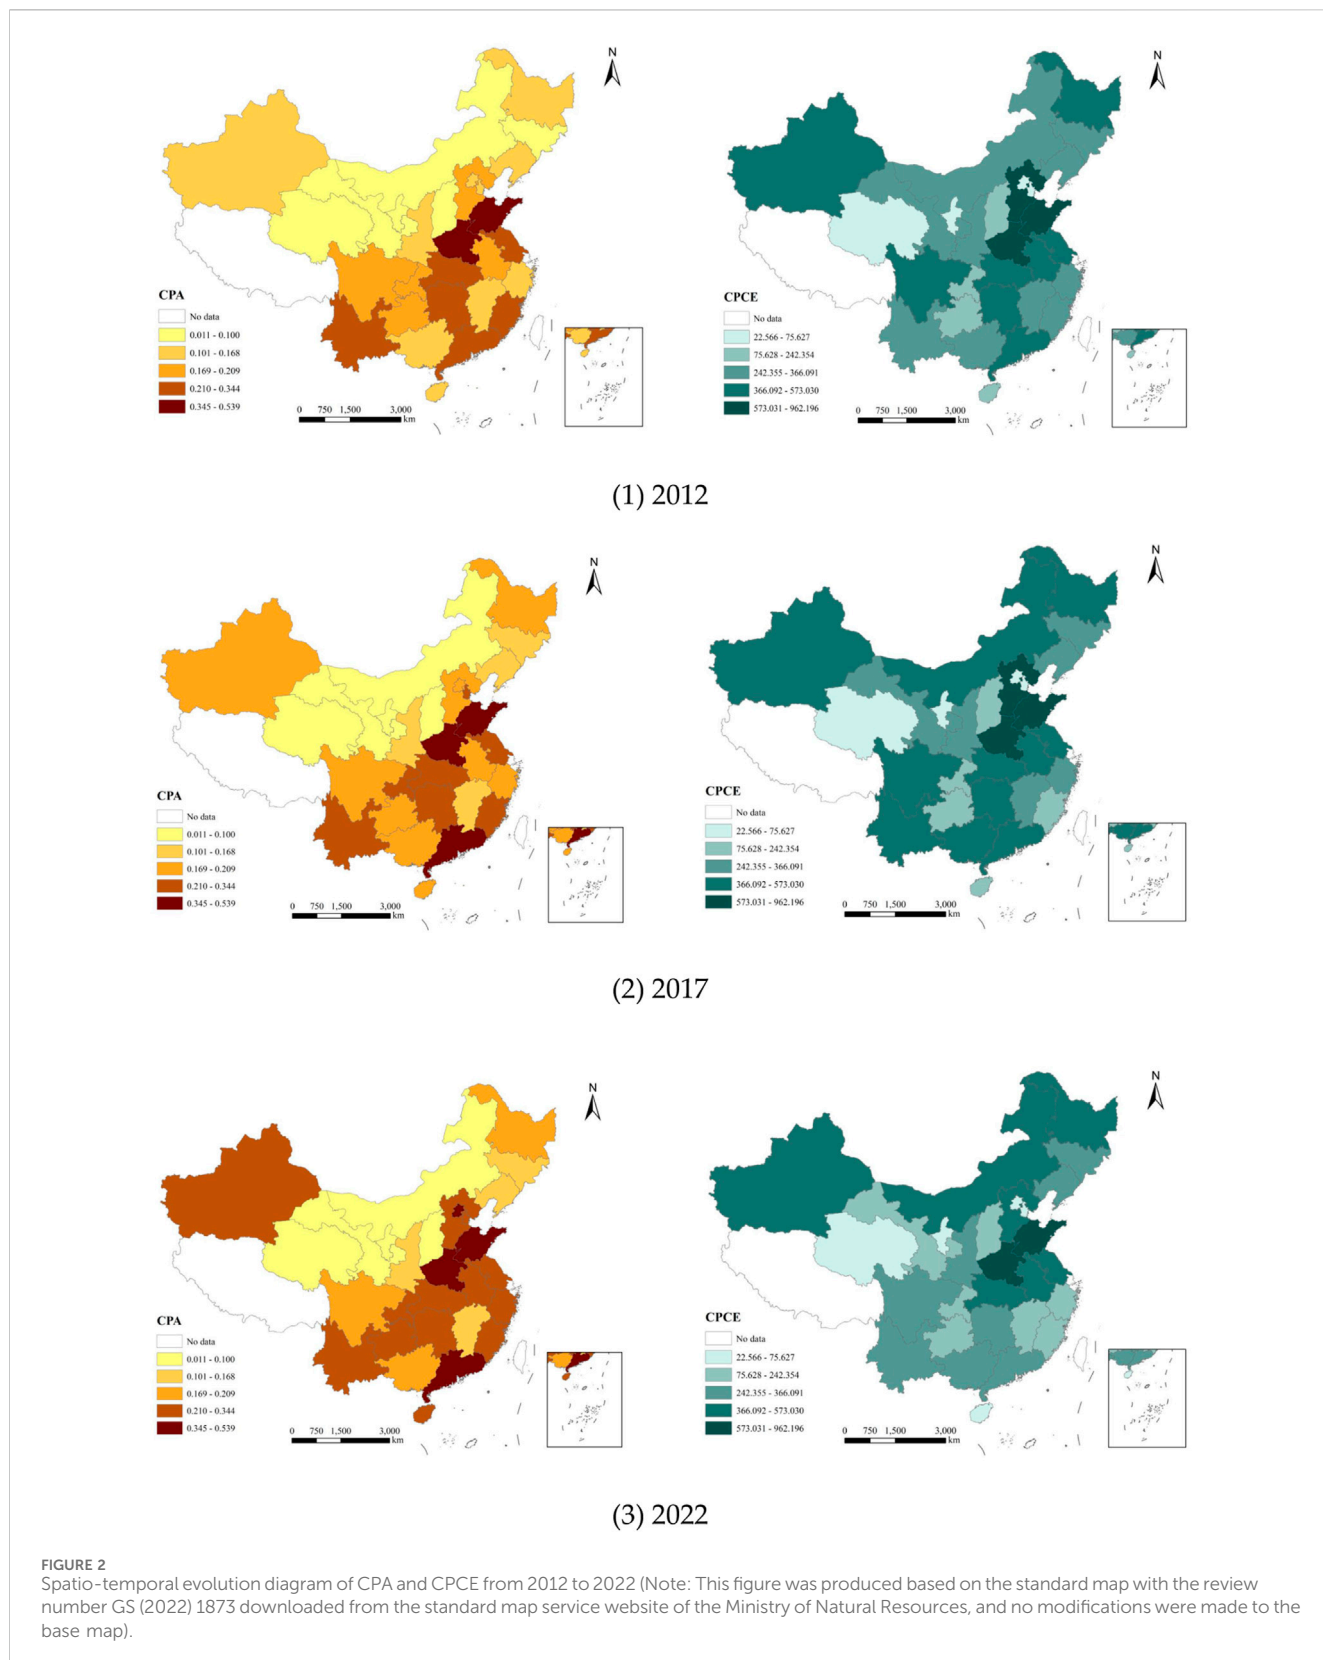 N
CPA
No data
0.011 - 0.100
0.101 - 0.168
0.169 - 0.209
0.210 - 0.344
0.345 - 0.539
0 750 1,500 3,000
km
N
CPCE
No data
22.566 - 75.627
75.628 - 242.354
242.355 - 366.091
366.092 - 573.030
573.031 - 962.196
0 750 1,500 3,000
km
(1) 2012
N
CPA
No data
0.011 - 0.100
0.101 - 0.168
0.169 - 0.209
0.210 - 0.344
0.345 - 0.539
0 750 1,500 3,000
km
N
CPCE
No data
22.566 - 75.627
75.628 - 242.354
242.355 - 366.091
366.092 - 573.030
573.031 - 962.196
0 750 1,500 3,000
km
(2) 2017
N
CPA
No data
0.011 - 0.100
0.101 - 0.168
0.169 - 0.209
0.210 - 0.344
0.345 - 0.539
0 750 1,500 3,000
km
N
CPCE
No data
22.566 - 75.627
75.628 - 242.354
242.355 - 366.091
366.092 - 573.030
573.031 - 962.196
0 750 1,500 3,000
km
(3) 2022
FIGURE 2
Spatio-temporal evolution diagram of CPA and CPCE from 2012 to 2022 (Note: This figure was produced based on the standard map with the review
number GS (2022) 1873 downloaded from the standard map service website of the Ministry of Natural Resources, and no modifications were made to the
base map).